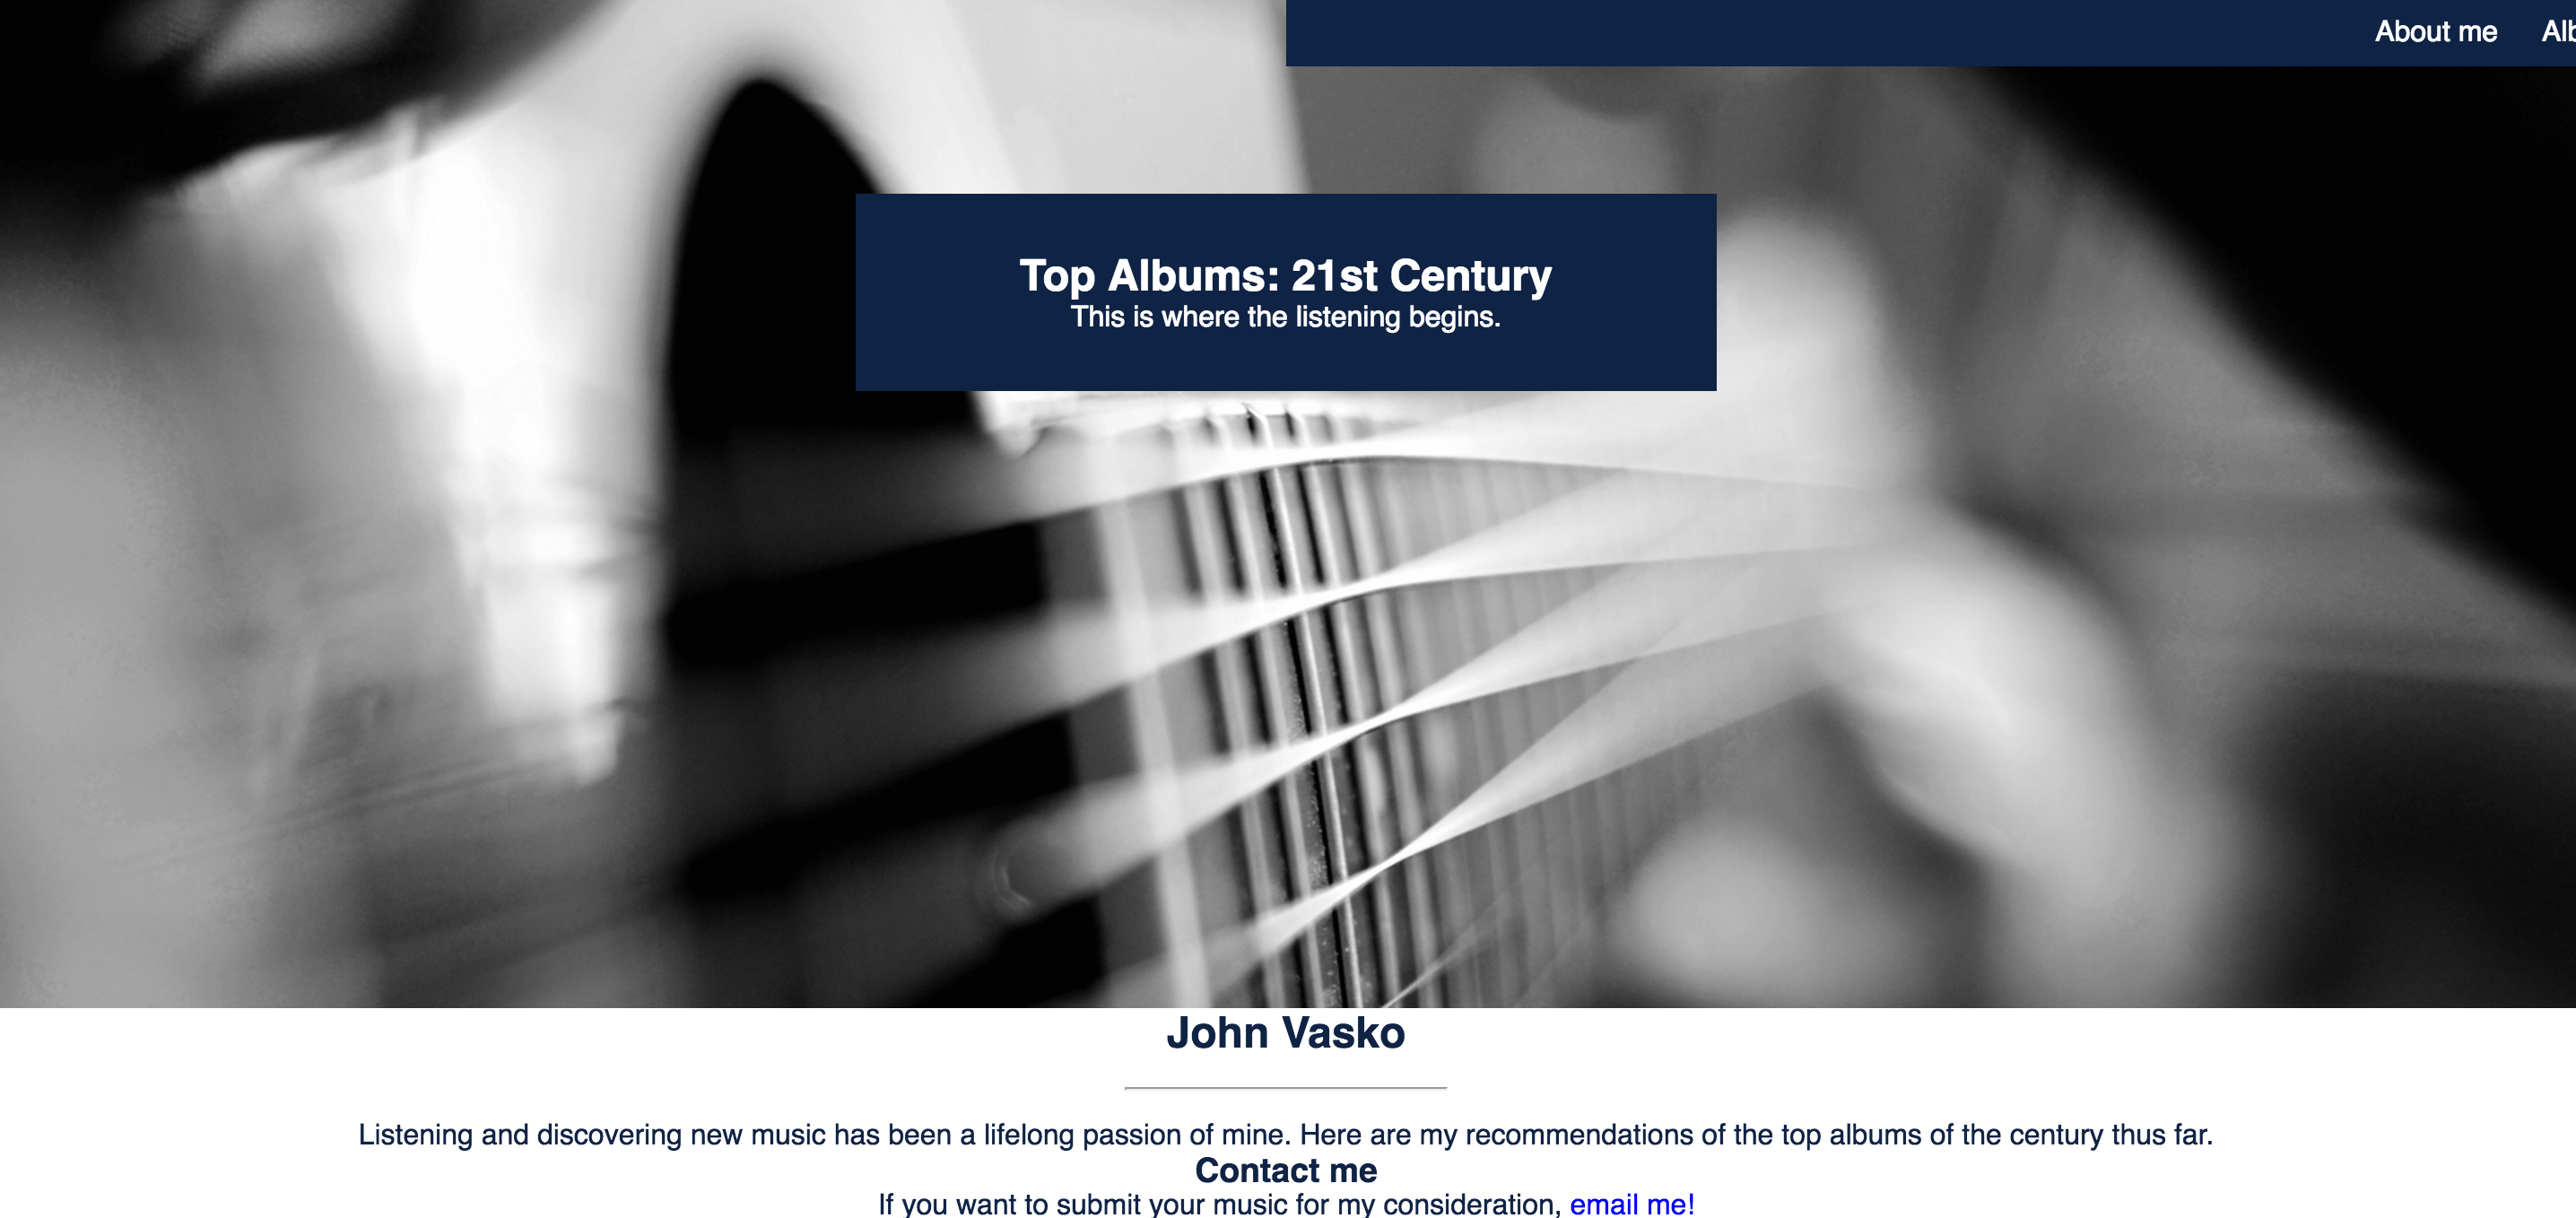 About me Alb
Top Albums: 21st Century
This is where the listening begins.
John Vasko
Listening and discovering new music has been a lifelong passion of mine. Here are my recommendations of the top albums of the century thus far.
Contact me
If you want to submit your music for my consideration, email me!